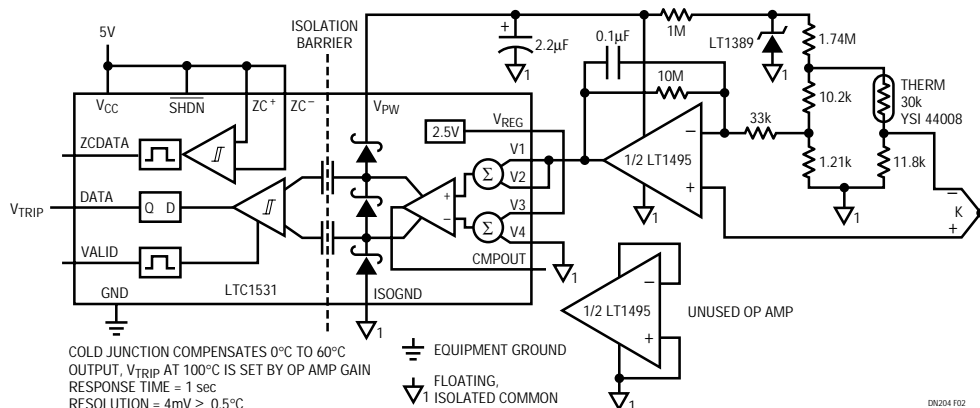 5V
ISOLATION
BARRIER
+
2.2µF
1
0.1µF
10M
1M
LT1389
1
1.74M
10.2k
THERM
30k
YSI 44008
VCC
SHDN
ZC+
ZC−
VPW
2.5V
VREG
V1
V2
V3
V4
Σ
Σ
+
−
CMPOUT
1
ZCDATA
VTRIP
DATA
Q D
VALID
GND
LTC1531
ISOGND
1
−
1/2 LT1495
+
1
33k
1.21k
11.8k
1
−
K
+
−
1/2 LT1495
+
1
UNUSED OP AMP
COLD JUNCTION COMPENSATES 0°C TO 60°C
OUTPUT, VTRIP AT 100°C IS SET BY OP AMP GAIN
RESPONSE TIME = 1 sec
RESOLUTION = 4mV ≥ 0.5°C
EQUIPMENT GROUND
1
FLOATING,
ISOLATED COMMON
DN204 F02